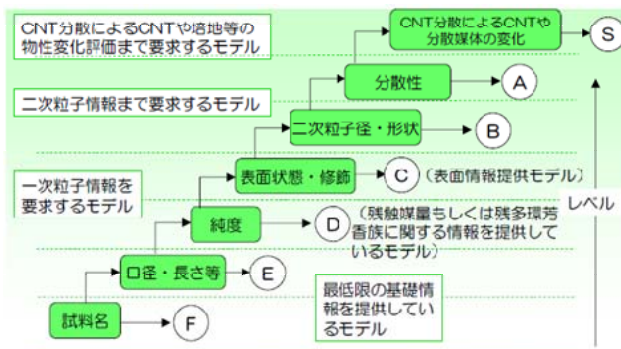 CNT分散によるCNTや培地等の
物性変化評価まで要求するモデル
CNT分散によるCNTや
分散媒体の変化
S
分散性
A
二次粒子情報まで要求するモデル
二次粒子径・形状
B
一次粒子情報を
要求するモデル
表面状態・修飾
C
(表面情報提供モデル)
レベル
純度
D
(残触媒量もしくは残多環芳
香族に関する情報を提供して
いるモデル)
口径・長さ等
E
最低限の基礎情
報を提供してい
るモデル
試料名
F